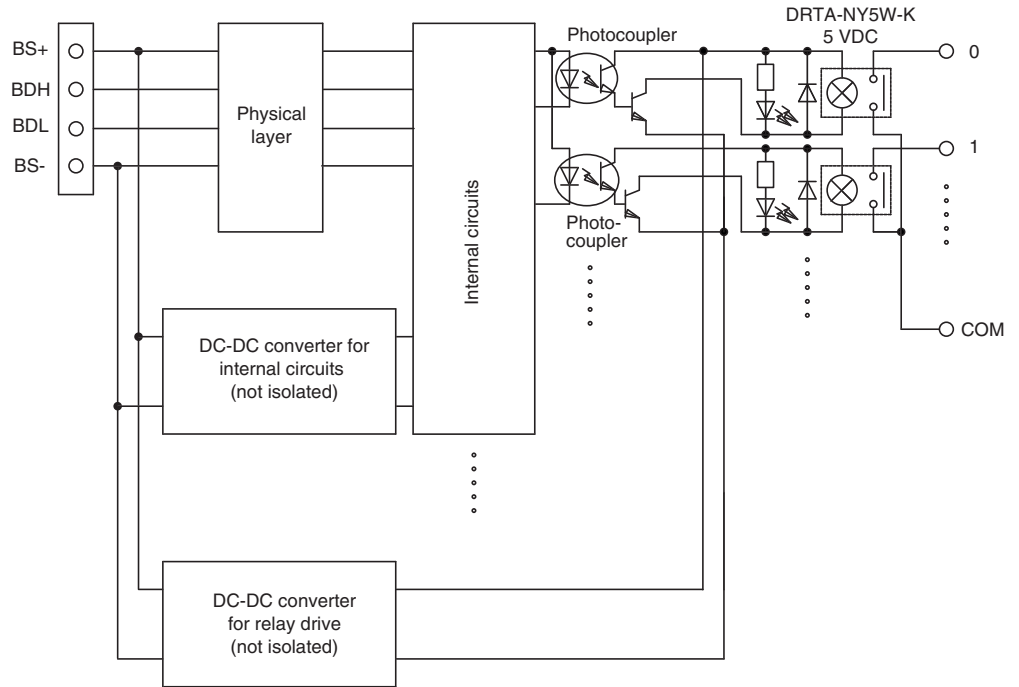 DRTA-NY5W-K
5 VDC
BS+
BDH
BDL
BS-
Physical
layer
Internal circuits
Photocoupler
0
Photo-
coupler
1
COM
DC-DC converter for
internal circuits
(not isolated)
DC-DC converter
for relay drive
(not isolated)